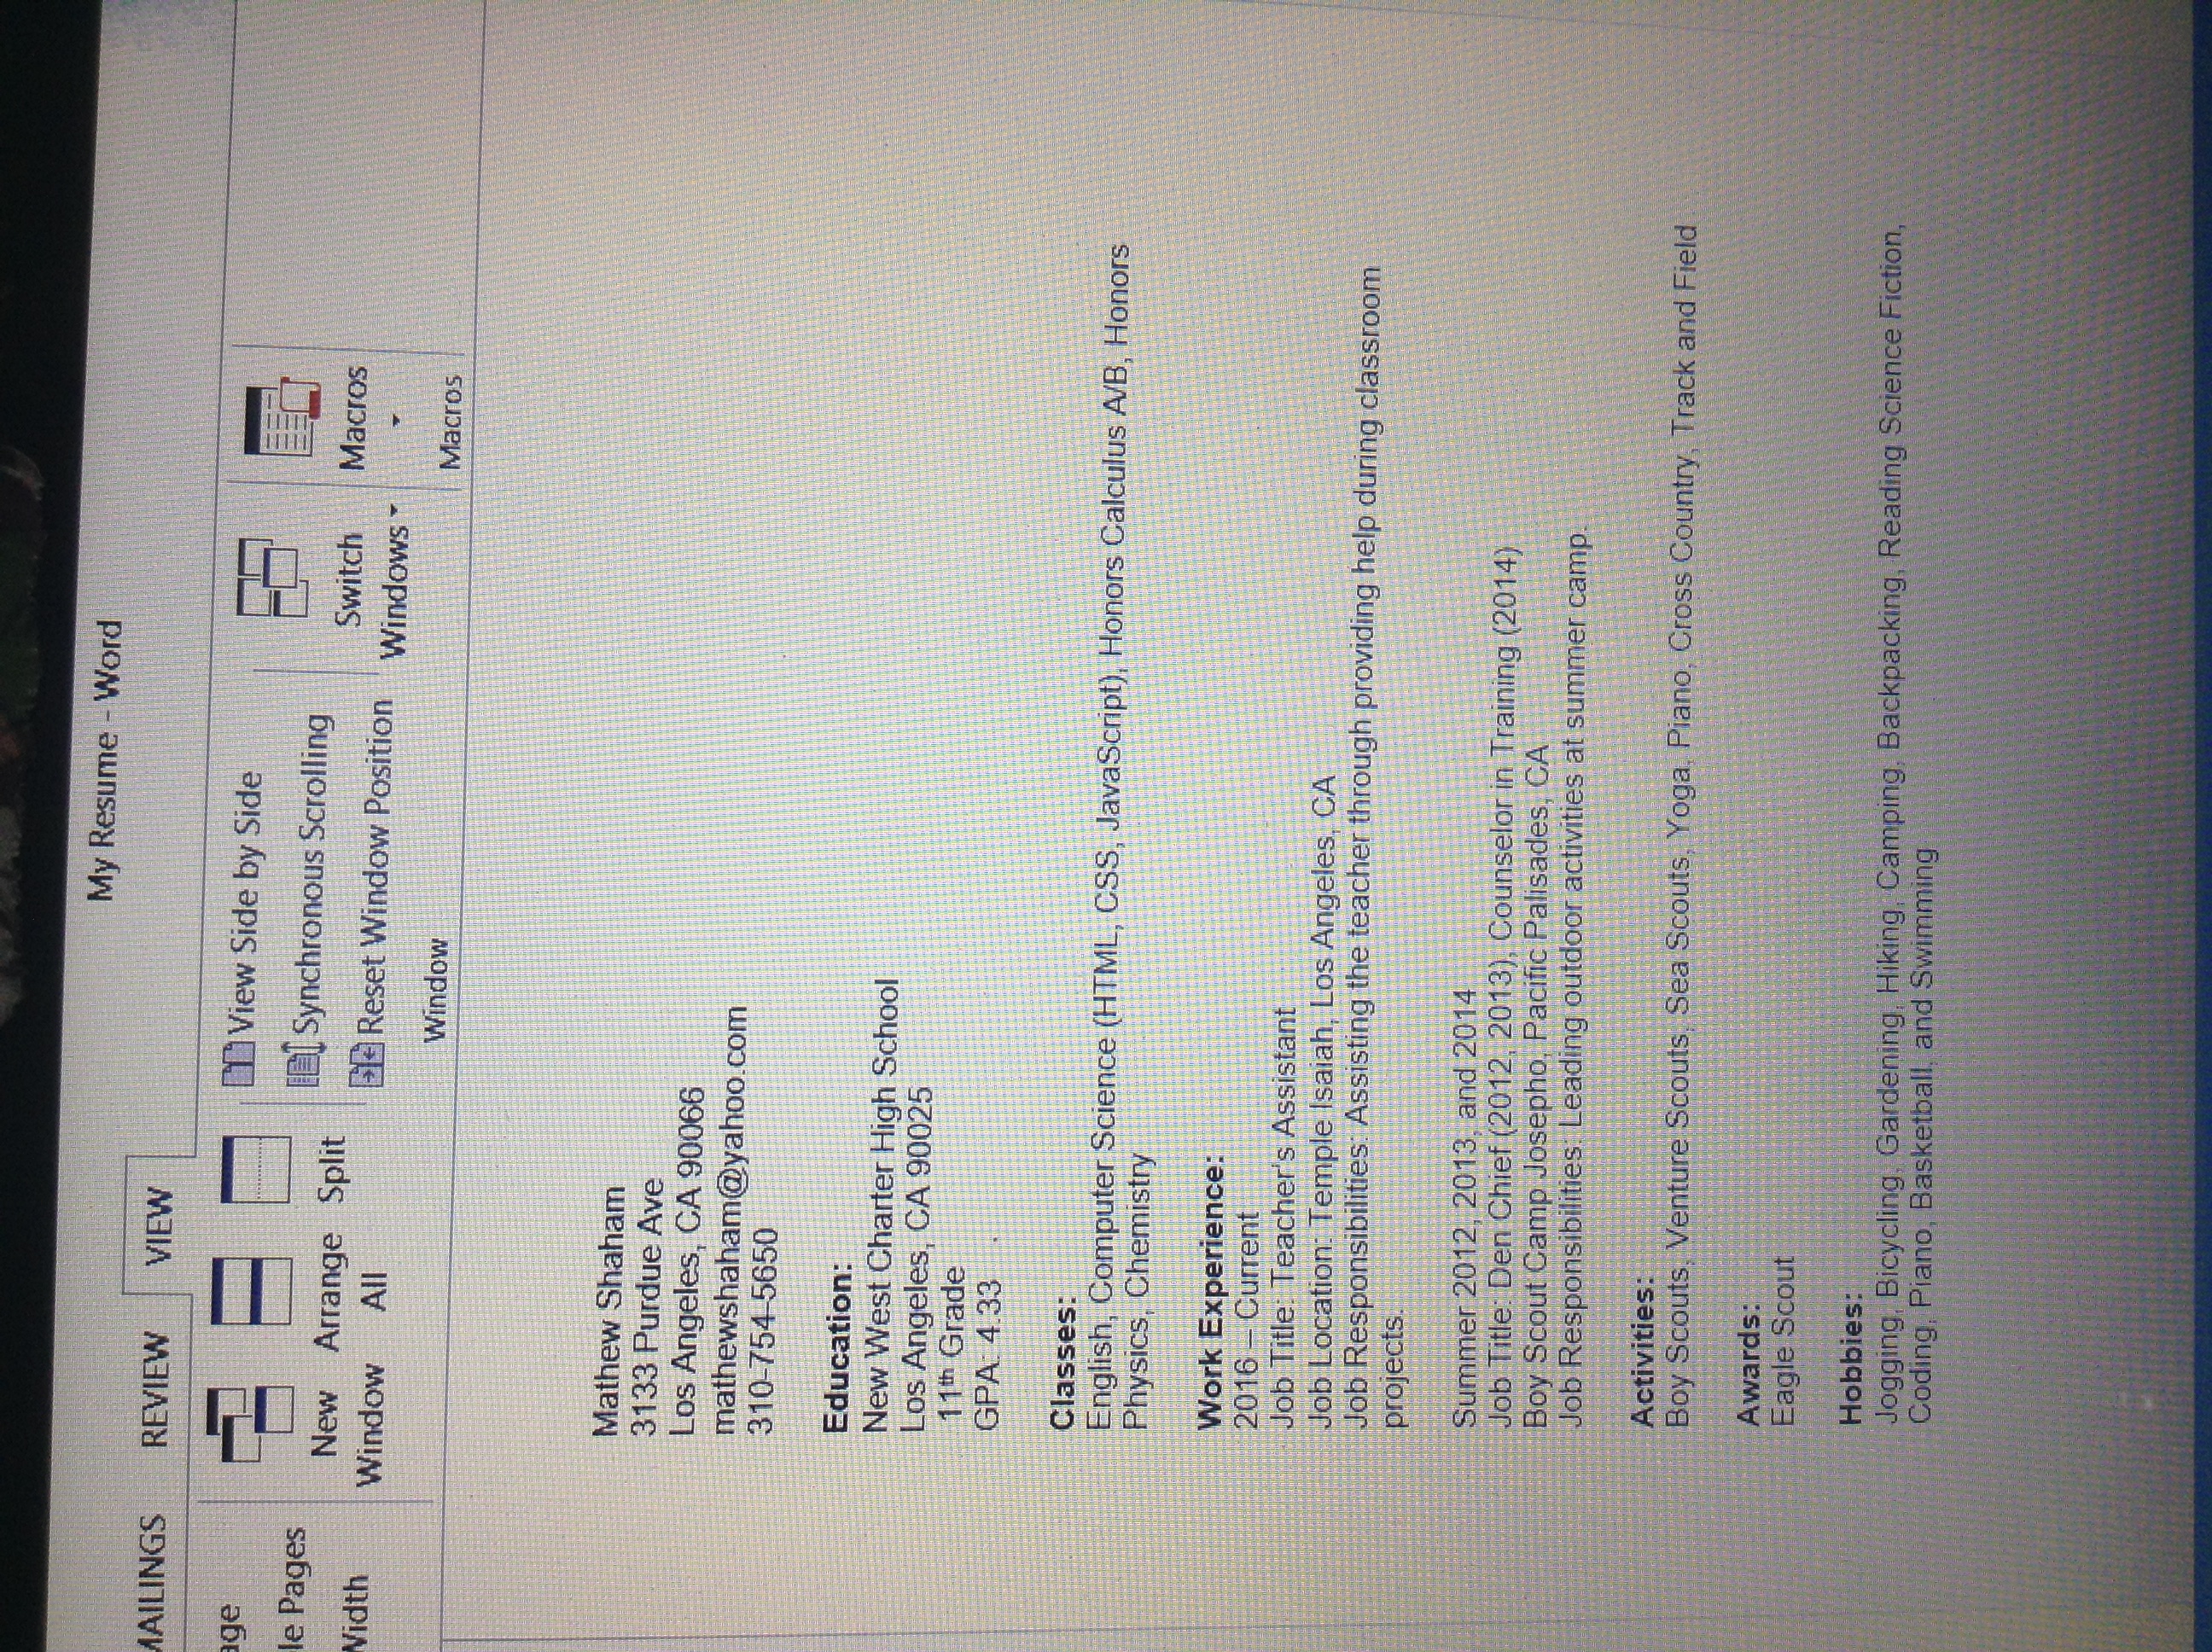 My Resume - Word
MAILINGS REVIEW VIEW
age
le Pages
Width
New Window
Arrange All
Split
View Side by Side
Synchronous Scrolling
Reset Window Position
Switch Windows
Macros
Window
Macros
Mathew Shaham
3133 Purdue Ave
Los Angeles, CA 90066
mathewshaham@yahoo.com
310-754-5650
Education:
New West Charter High School
Los Angeles, CA 90025
11th Grade
GPA: 4.33
Classes:
English, Computer Science (HTML, CSS, JavaScript), Honors Calculus A/B, Honors
Physics, Chemistry
Work Experience:
2016 – Current
Job Title: Teacher's Assistant
Job Location: Temple Isaiah, Los Angeles, CA
Job Responsibilities: Assisting the teacher through providing help during classroom
projects.
Summer 2012, 2013, and 2014
Job Title: Den Chief (2012, 2013), Counselor in Training (2014)
Boy Scout Camp Josepho, Pacific Palisades, CA
Job Responsibilities: Leading outdoor activities at summer camp.
Activities:
Boy Scouts, Venture Scouts, Sea Scouts, Yoga, Piano, Cross Country, Track and Field
Awards:
Eagle Scout
Hobbies:
Jogging, Bicycling, Gardening, Hiking, Camping, Backpacking, Reading Science Fiction,
Coding, Piano, Basketball, and Swimming